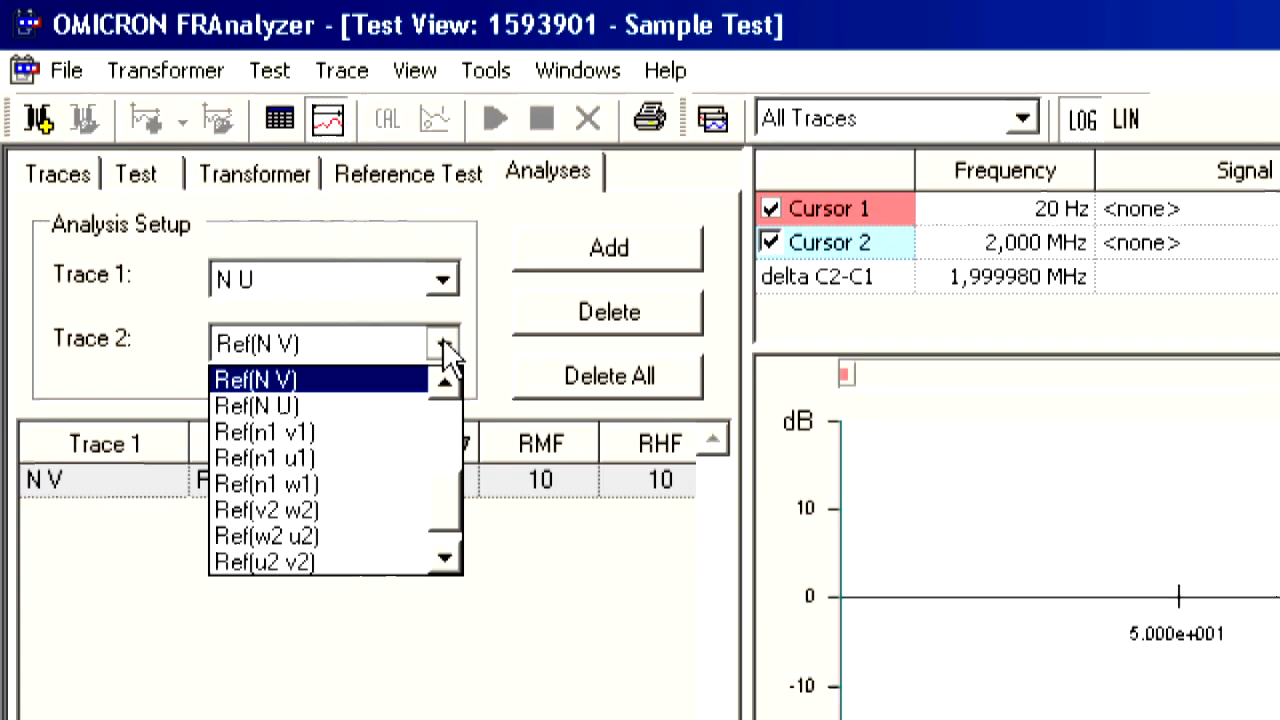 OMICRON FRAnalyzer - [Test View: 1593901 - Sample Test]
File Transformer Test Trace View Tools Windows Help
CAL All Traces LOG LIN
Traces Test Transformer Reference Test Analyses
Analysis Setup
Trace 1: N U
Trace 2: Ref(N V)
Ref(N V)
Ref(N U)
Ref(n1 v1)
Ref(n1 u1)
Ref(n1 w1)
Ref(v2 w2)
Ref(w2 u2)
Ref(u2 v2)
Add
Delete
Delete All
Trace 1 RMF RHF
N V 10 10
Frequency Signal
Cursor 1 20 Hz <none>
Cursor 2 2,000 MHz <none>
delta C2-C1 1,999980 MHz
dB
10
0
5.000e+001
-10